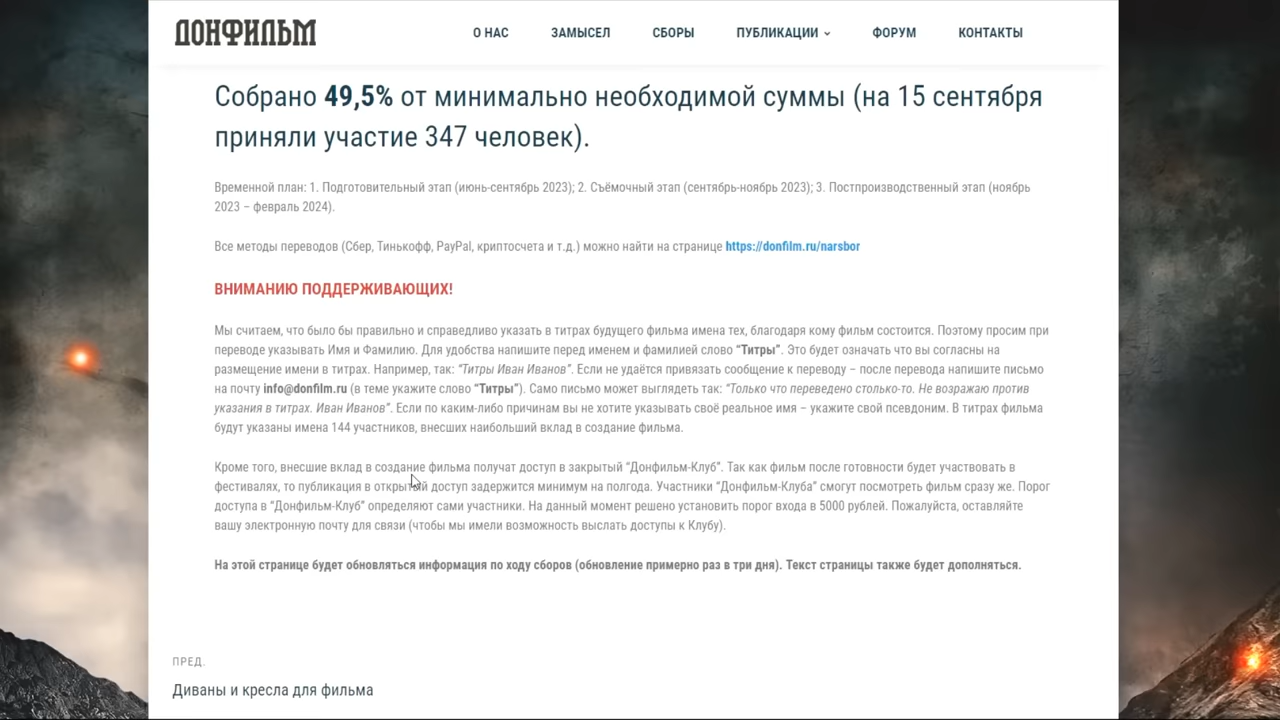 ДОНФИЛЬМ
О НАС ЗАМЫСЕЛ СБОРЫ ПУБЛИКАЦИИ ФОРУМ КОНТАКТЫ
Собрано 49,5% от минимально необходимой суммы (на 15 сентября
приняли участие 347 человек).
Временной план: 1. Подготовительный этап (июнь-сентябрь 2023); 2. Съёмочный этап (сентябрь-ноябрь 2023); 3. Постпроизводственный этап (ноябрь
2023 – февраль 2024).
Все методы переводов (Сбер, Тинькофф, PayPal, криптосчета и т.д.) можно найти на странице https://donfilm.ru/narsbor
ВНИМАНИЮ ПОДДЕРЖИВАЮЩИХ!
Мы считаем, что было бы правильно и справедливо указать в титрах будущего фильма имена тех, благодаря кому фильм состоится. Поэтому просим при
переводе указывать Имя и Фамилию. Для удобства напишите перед именем и фамилией слово “Титры”. Это будет означать что вы согласны на
размещение имени в титрах. Например, так: “Титры Иван Иванов”. Если не удаётся привязать сообщение к переводу – после перевода напишите письмо
на почту info@donfilm.ru (в теме укажите слово “Титры”). Само письмо может выглядеть так: “Только что переведено столько-то. Не возражаю против
указания в титрах. Иван Иванов”. Если по каким-либо причинам вы не хотите указывать своё реальное имя – укажите свой псевдоним. В титрах фильма
будут указаны имена 144 участников, внесших наибольший вклад в создание фильма.
Кроме того, внесшие вклад в создание фильма получат доступ в закрытый “Донфильм-Клуб”. Так как фильм после готовности будет участвовать в
фестивалях, то публикация в открытый доступ задержится минимум на полгода. Участники “Донфильм-Клуба” смогут посмотреть фильм сразу же. Порог
доступа в “Донфильм-Клуб” определяют сами участники. На данный момент решено установить порог входа в 5000 рублей. Пожалуйста, оставляйте
вашу электронную почту для связи (чтобы мы имели возможность выслать доступы к Клубу).
На этой странице будет обновляться информация по ходу сборов (обновление примерно раз в три дня). Текст страницы также будет дополняться.
ПРЕД.
Диваны и кресла для фильма